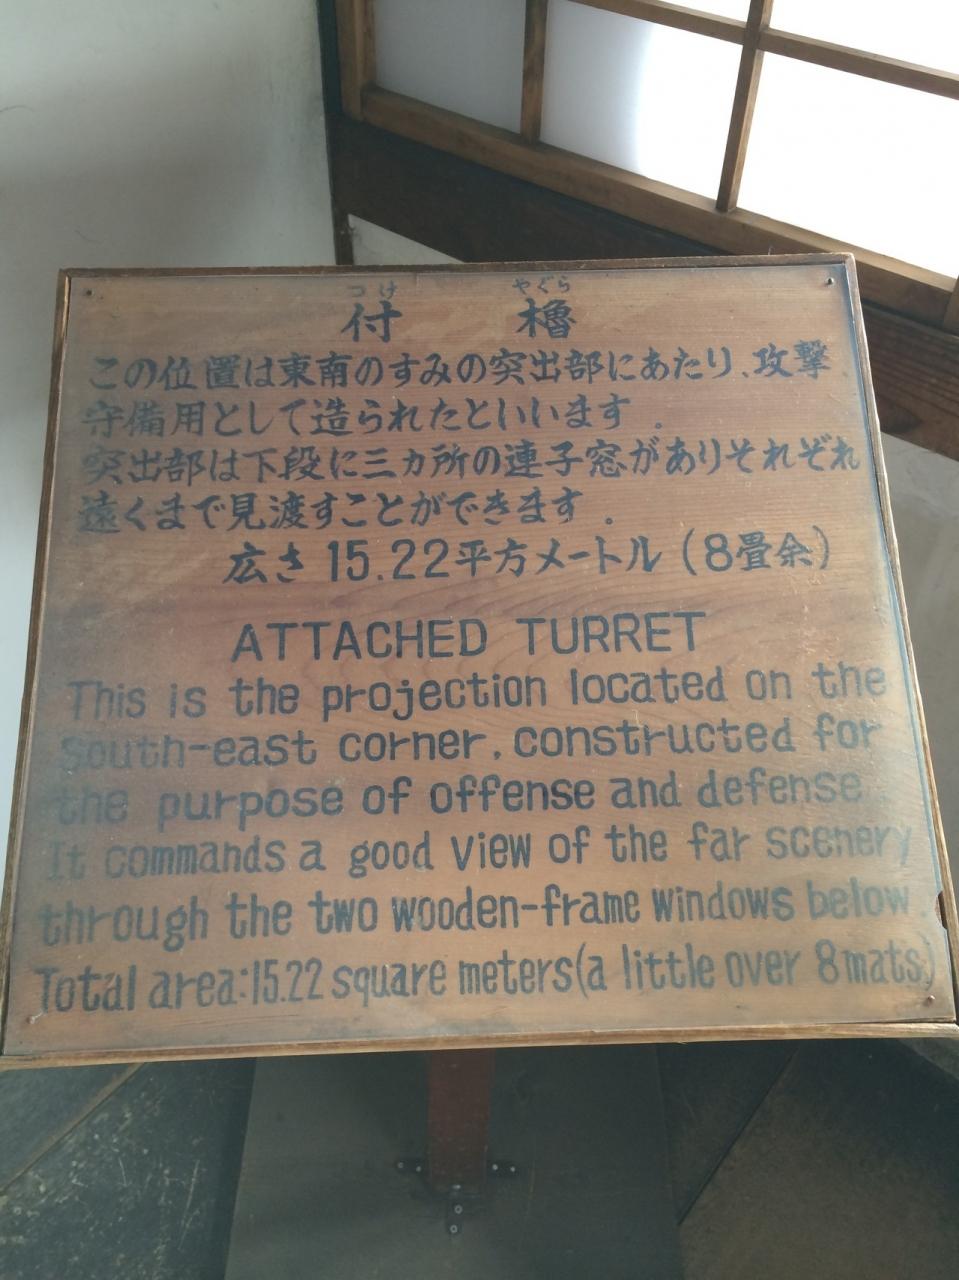 つけ やぐら
付 櫓
この位置は東南のすみの突出部にあたり、攻撃、
守備用として造られたといいます。
突出部は下段に三カ所の連子窓がありそれぞれ
遠くまで見渡すことができます。
広さ15.22平方メートル(8畳余)
ATTACHED TURRET
This is the projection located on the
South-east corner, constructed for
the purpose of offense and defense.
It commands a good view of the far scenery
through the two wooden-frame windows below.
Total area:15.22 square meters(a little over 8 mats.)